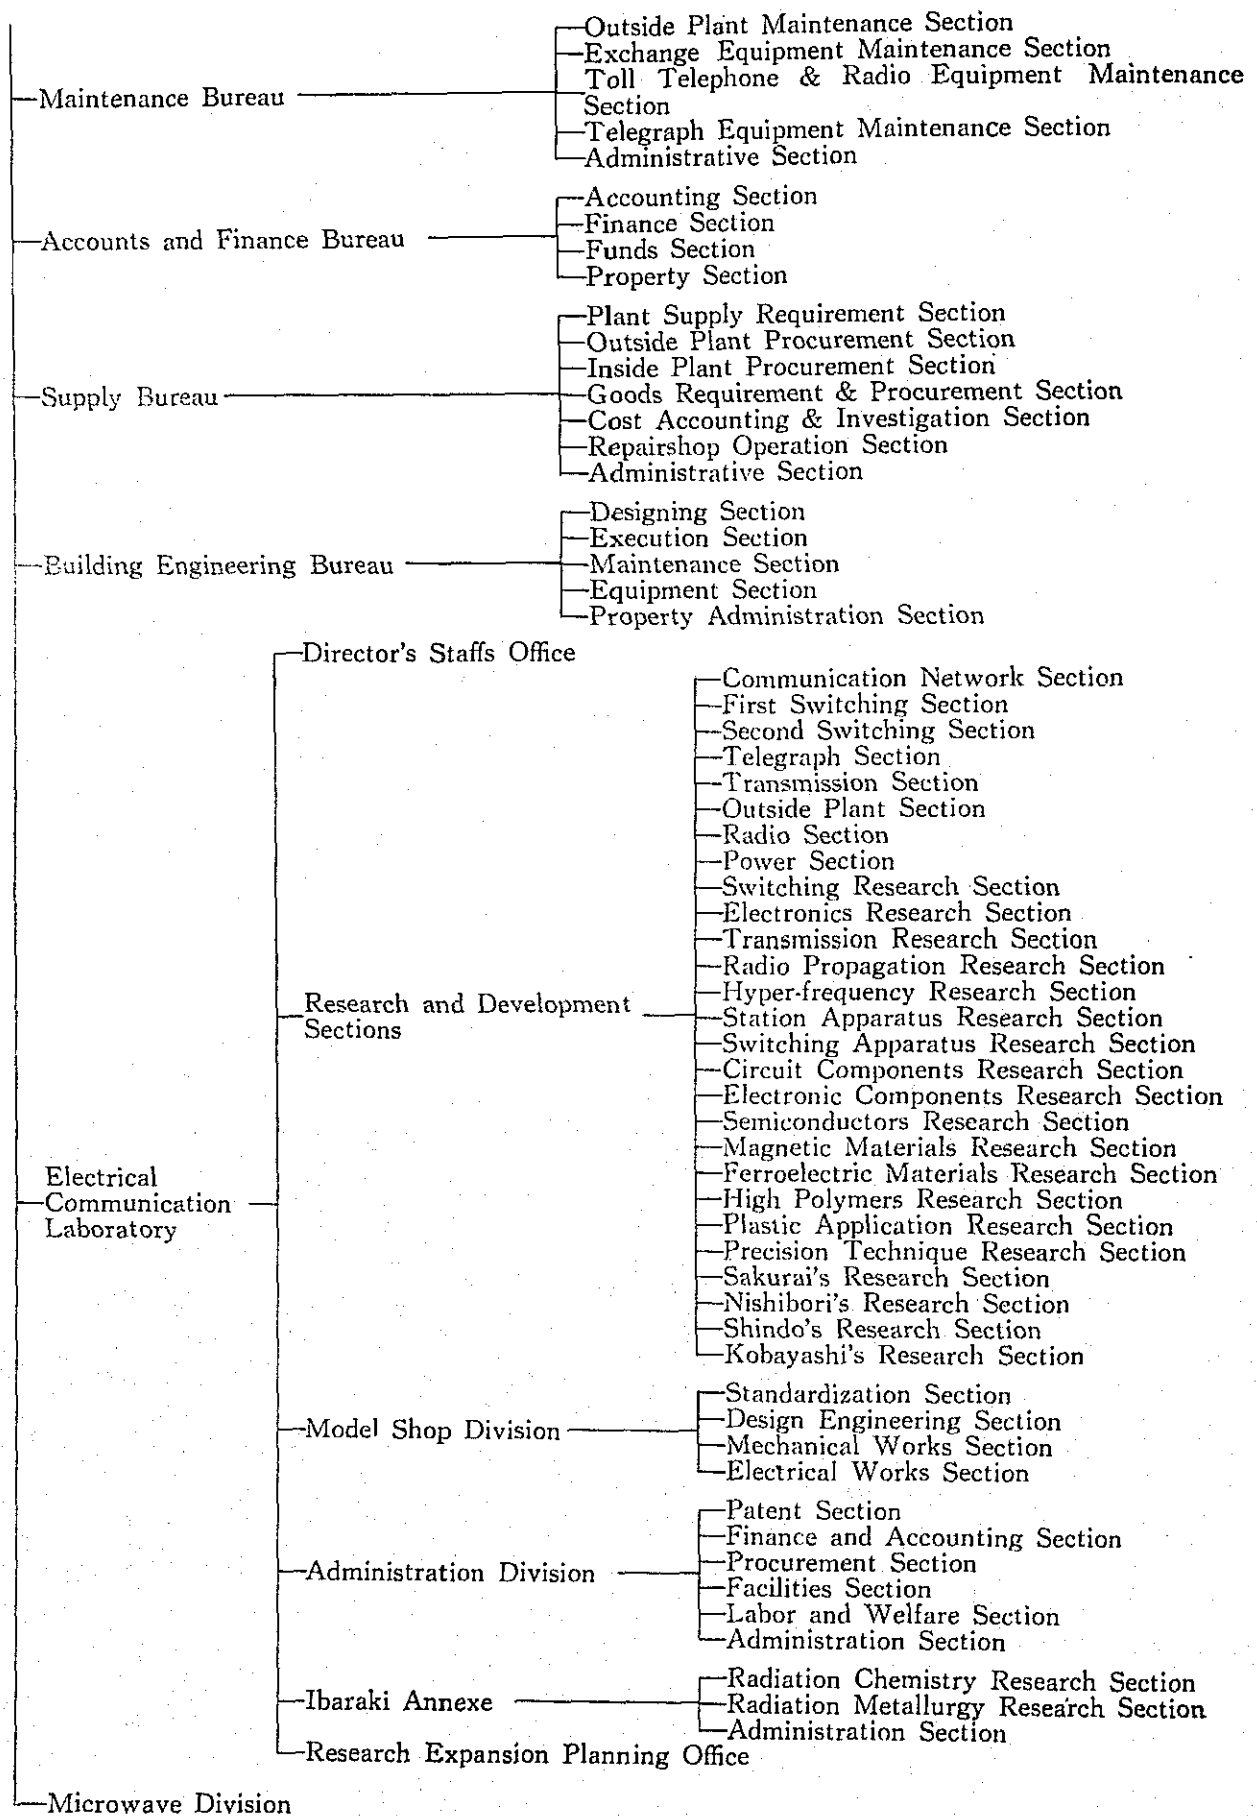 Maintenance Bureau
Outside Plant Maintenance Section
Exchange Equipment Maintenance Section
Toll Telephone & Radio Equipment Maintenance
Section
Telegraph Equipment Maintenance Section
Administrative Section
Accounts and Finance Bureau
Accounting Section
Finance Section
Funds Section
Property Section
Supply Bureau
Plant Supply Requirement Section
Outside Plant Procurement Section
Inside Plant Procurement Section
Goods Requirement & Procurement Section
Cost Accounting & Investigation Section
Repairshop Operation Section
Administrative Section
Building Engineering Bureau
Designing Section
Execution Section
Maintenance Section
Equipment Section
Property Administration Section
Electrical
Communication
Laboratory
Director's Staffs Office
Research and Development
Sections
Communication Network Section
First Switching Section
Second Switching Section
Telegraph Section
Transmission Section
Outside Plant Section
Radio Section
Power Section
Switching Research Section
Electronics Research Section
Transmission Research Section
Radio Propagation Research Section
Hyper-frequency Research Section
Station Apparatus Research Section
Switching Apparatus Research Section
Circuit Components Research Section
Electronic Components Research Section
Semiconductors Research Section
Magnetic Materials Research Section
Ferroelectric Materials Research Section
High Polymers Research Section
Plastic Application Research Section
Precision Technique Research Section
Sakurai's Research Section
Nishibori's Research Section
Shindo's Research Section
Kobayashi's Research Section
Model Shop Division
Standardization Section
Design Engineering Section
Mechanical Works Section
Electrical Works Section
Administration Division
Patent Section
Finance and Accounting Section
Procurement Section
Facilities Section
Labor and Welfare Section
Administration Section
Ibaraki Annexe
Radiation Chemistry Research Section
Radiation Metallurgy Research Section
Administration Section
Research Expansion Planning Office
Microwave Division